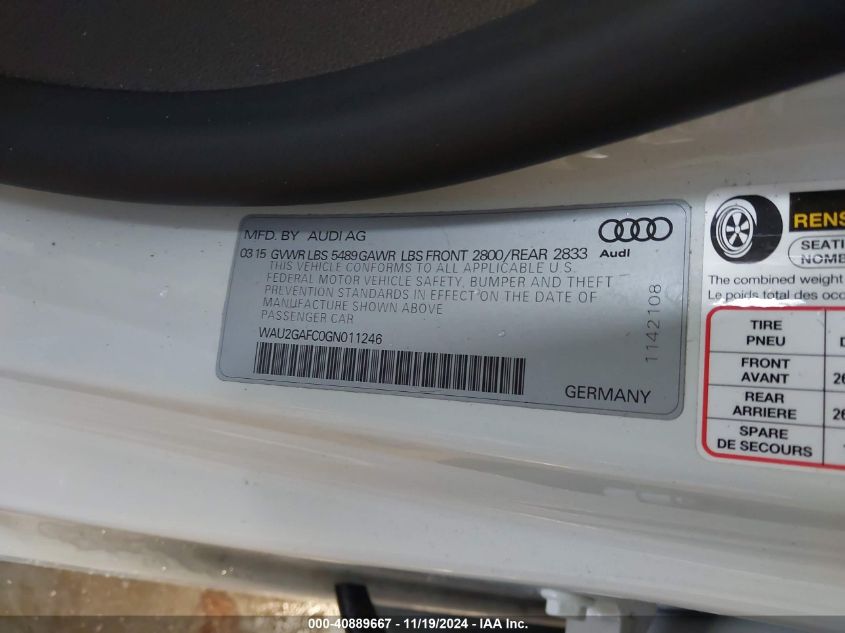 MFD. BY AUDI AG
Audi
03 15 GVWR LBS 5489 GAWR LBS FRONT 2800/REAR 2833
THIS VEHICLE CONFORMS TO ALL APPLICABLE U.S.
FEDERAL MOTOR VEHICLE SAFETY, BUMPER AND THEFT
PREVENTION STANDARDS IN EFFECT ON THE DATE OF
MANUFACTURE SHOWN ABOVE
PASSENGER CAR
WAU2GAFC0GN011246
1142108
GERMANY
RENS
SEATI
NOMB
The combined weight
Le poids total des occ
TIRE
PNEU
FRONT
AVANT
26
REAR
ARRIERE
26
SPARE
DE SECOURS
000-40889667 - 11/19/2024 - IAA Inc.